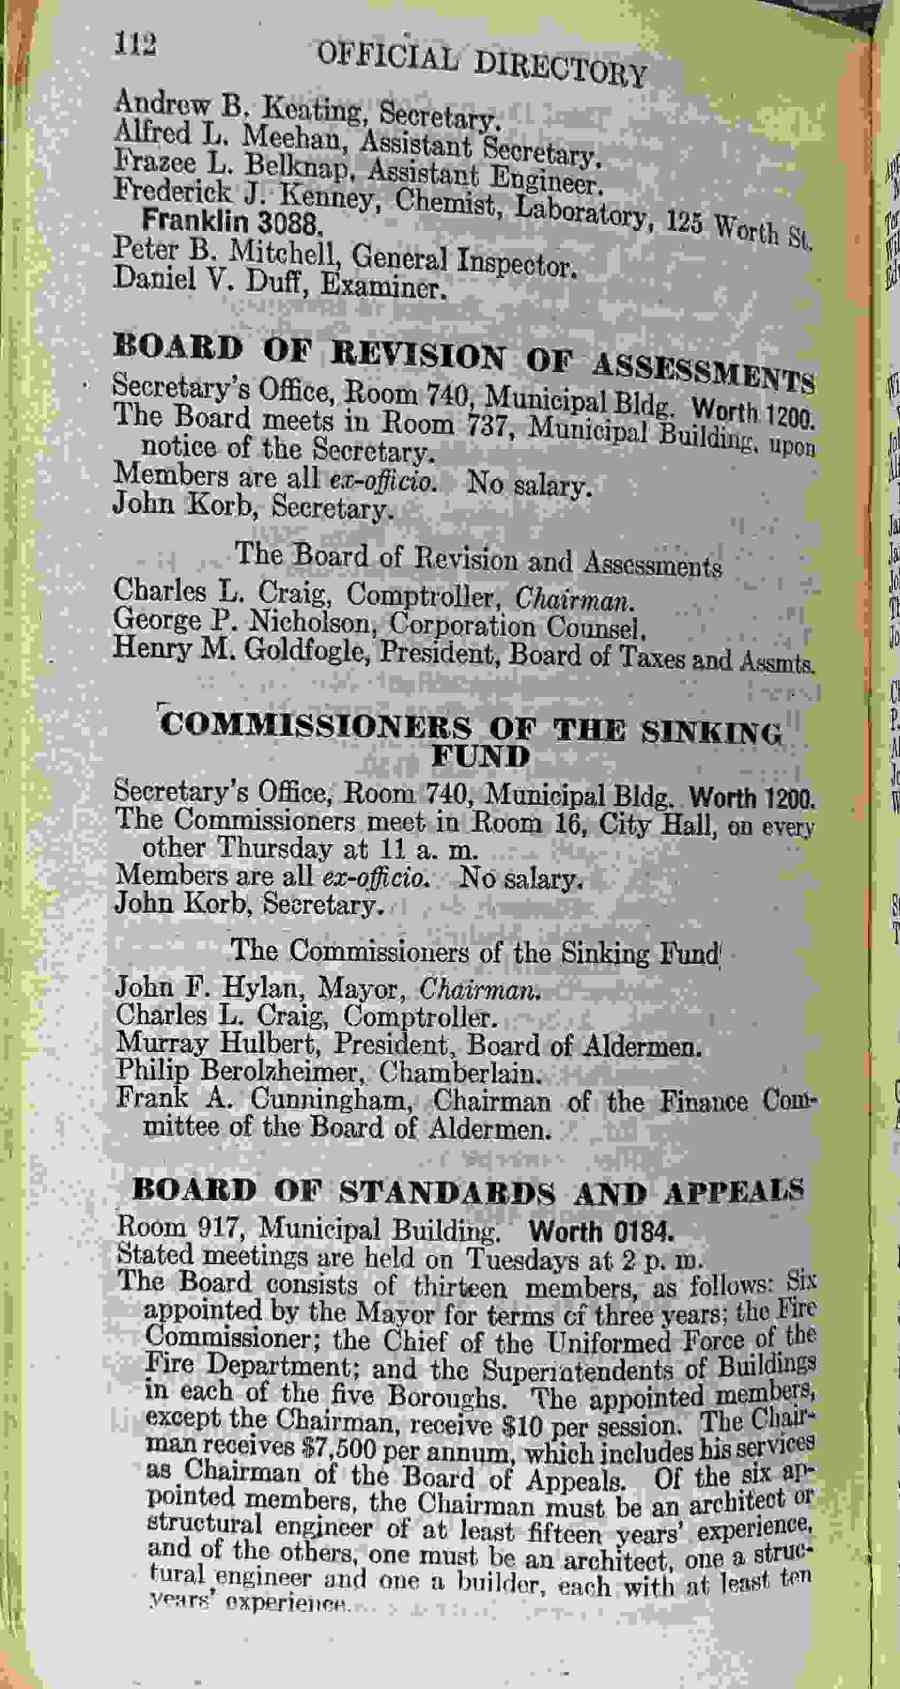 112
OFFICIAL DIRECTORY
Andrew B. Keating, Secretary.
Alfred L. Meehan, Assistant Secretary.
Frazee L. Belknap, Assistant Engineer.
Frederick J. Kenney, Chemist, Laboratory, 125 Worth St.
Franklin 3088.
Peter B. Mitchell, General Inspector.
Daniel V. Duff, Examiner.
BOARD OF REVISION OF ASSESSMENTS
Secretary's Office, Room 740, Municipal Bldg. Worth 1200.
The Board meets in Room 737, Municipal Building, upon
notice of the Secretary.
Members are all ex-officio. No salary.
John Korb, Secretary.
The Board of Revision and Assessments
Charles L. Craig, Comptroller, Chairman.
George P. Nicholson, Corporation Counsel.
Henry M. Goldfogle, President, Board of Taxes and Assmts.
COMMISSIONERS OF THE SINKING
FUND
Secretary's Office, Room 740, Municipal Bldg. Worth 1200.
The Commissioners meet in Room 16, City Hall, on every
other Thursday at 11 a. m.
Members are all ex-officio. No salary.
John Korb, Secretary.
The Commissioners of the Sinking Fund
John F. Hylan, Mayor, Chairman.
Charles L. Craig, Comptroller.
Murray Hulbert, President, Board of Aldermen.
Philip Berolzheimer, Chamberlain.
Frank A. Cunningham, Chairman of the Finance Com-
mittee of the Board of Aldermen.
BOARD OF STANDARDS AND APPEALS
Room 917, Municipal Building. Worth 0184.
Stated meetings are held on Tuesdays at 2 p. m.
The Board consists of thirteen members, as follows: Six
appointed by the Mayor for terms of three years; the Fire
Commissioner; the Chief of the Uniformed Force of the
Fire Department; and the Superintendents of Buildings
in each of the five Boroughs. The appointed members,
except the Chairman, receive $10 per session. The Chair-
man receives $7,500 per annum, which includes his services
as Chairman of the Board of Appeals. Of the six ap-
pointed members, the Chairman must be an architect or
structural engineer of at least fifteen years' experience,
and of the others, one must be an architect, one a struc-
tural engineer and one a builder, each with at least ten
years' experience.